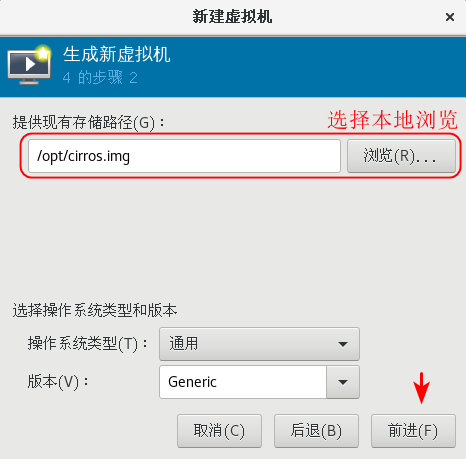 新建虚拟机
生成新虚拟机
4 的步骤 2
提供现有存储路径(G)：
选择本地浏览
/opt/cirros.img
浏览(R)...
选择操作系统类型和版本
操作系统类型(T)：
通用
版本(V)：
Generic
取消(C)
后退(B)
前进(F)